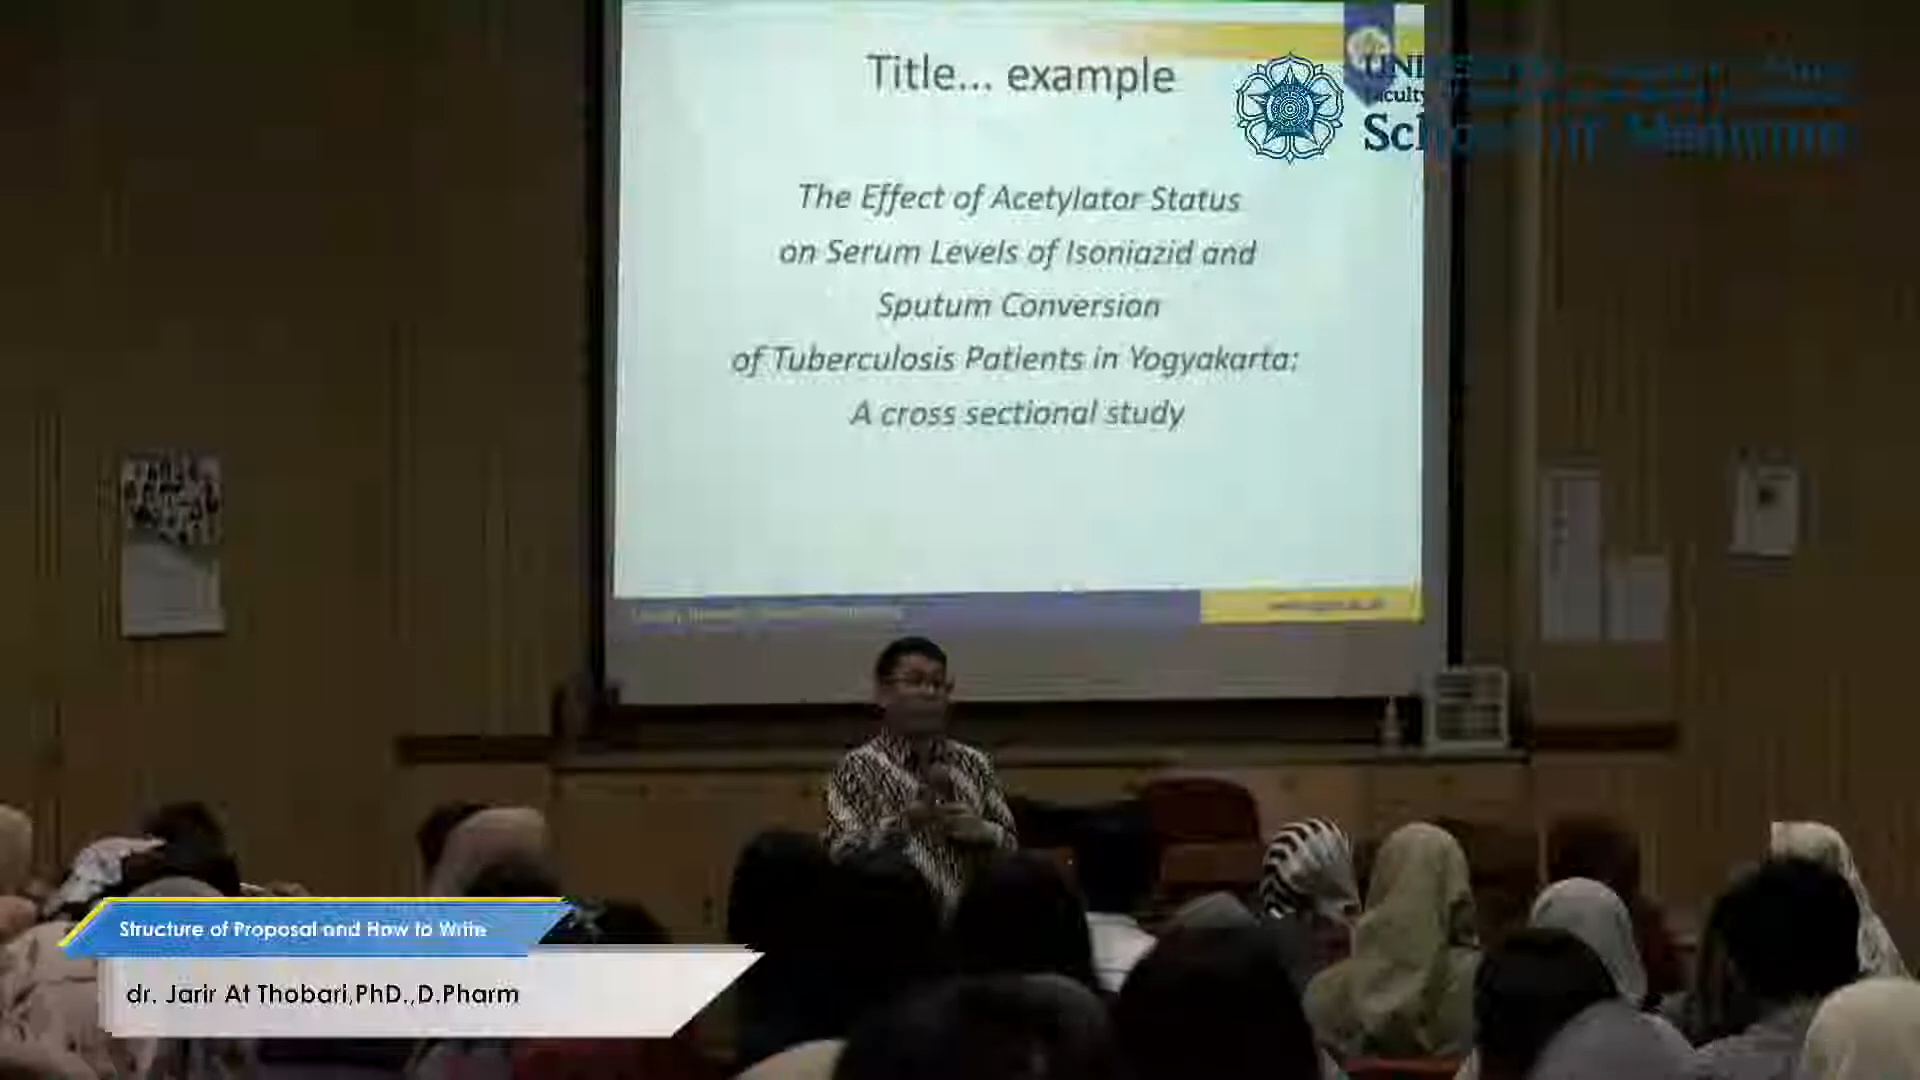 Title... example
The Effect of Acetylator Status
on Serum Levels of Isoniazid and
Sputum Conversion
of Tuberculosis Patients in Yogyakarta:
A cross sectional study
Structure of Proposal and How to Write
dr. Jarir At Thobari,PhD.,D.Pharm